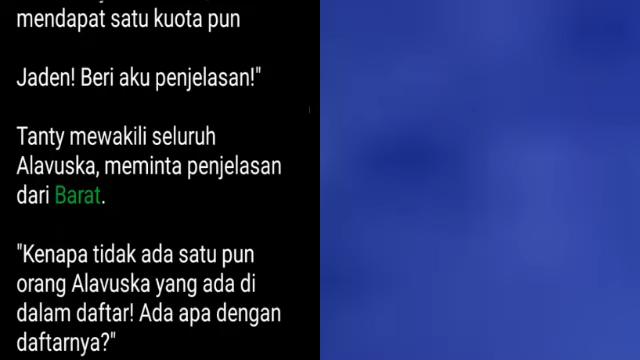 mendapat satu kuota pun
Jaden! Beri aku penjelasan!"
Tanty mewakili seluruh
Alavuska, meminta penjelasan
dari Barat.
"Kenapa tidak ada satu pun
orang Alavuska yang ada di
dalam daftar! Ada apa dengan
daftarnya?"